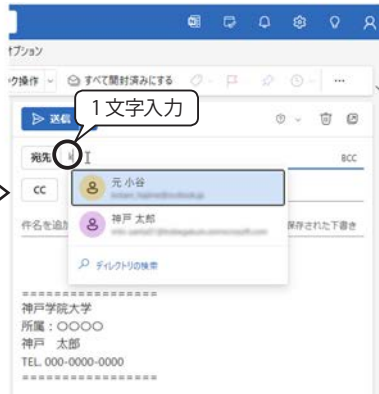 オプション
ク操作 すべて開封済みにする
1文字入力
送信
宛先 k BCC
CC 元 小谷
神戸 太郎
件名を追加 保存された下書き
ディレクトリの検索
=================
神戸学院大学
所属：〇〇〇〇
神戸　太郎
TEL. 000-0000-0000
=================